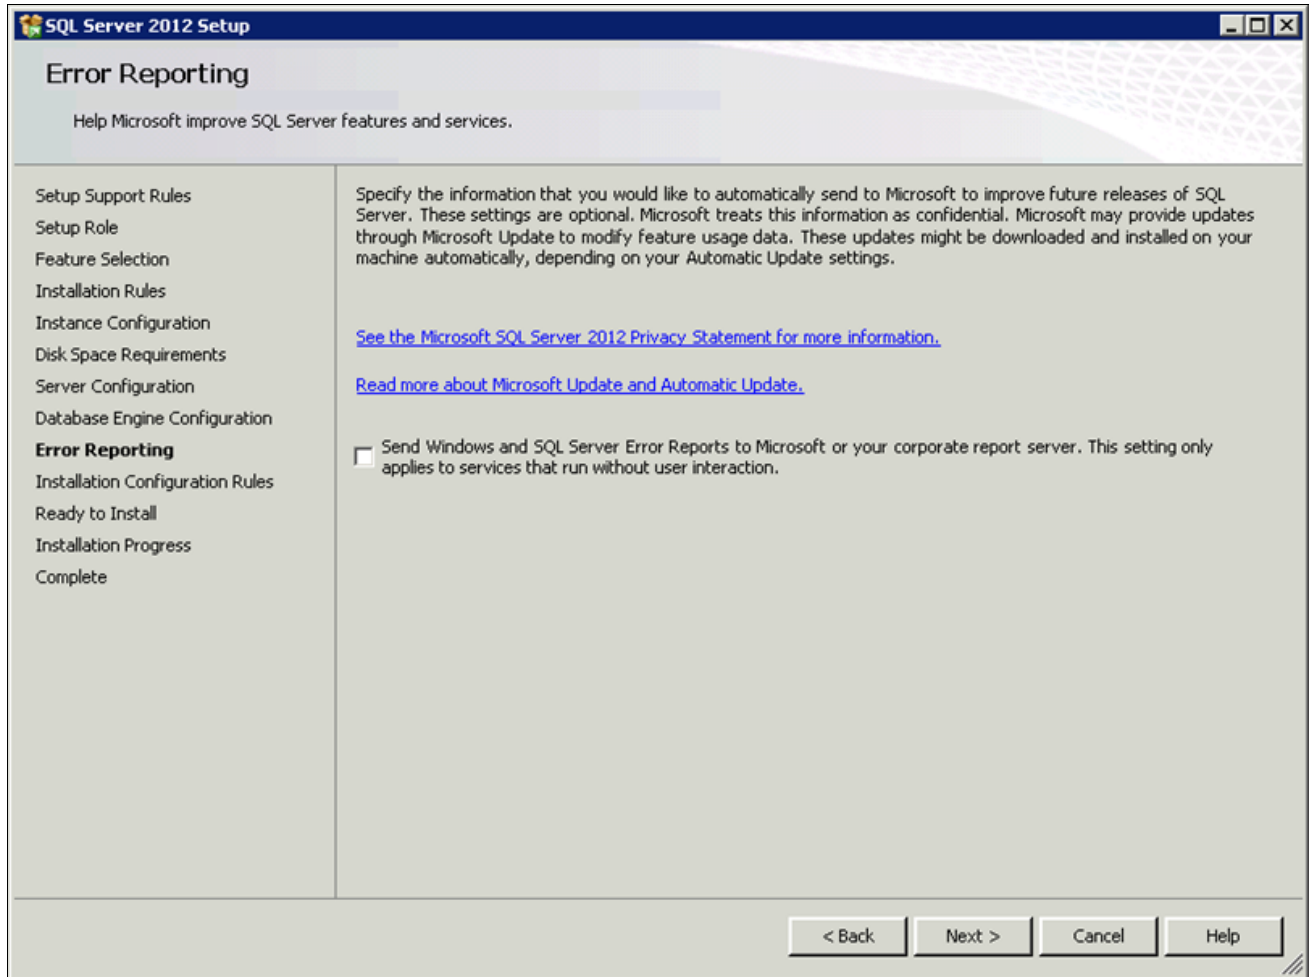 SQL Server 2012 Setup
Error Reporting
Help Microsoft improve SQL Server features and services.
Setup Support Rules
Setup Role
Feature Selection
Installation Rules
Instance Configuration
Disk Space Requirements
Server Configuration
Database Engine Configuration
Error Reporting
Installation Configuration Rules
Ready to Install
Installation Progress
Complete
Specify the information that you would like to automatically send to Microsoft to improve future releases of SQL
Server. These settings are optional. Microsoft treats this information as confidential. Microsoft may provide updates
through Microsoft Update to modify feature usage data. These updates might be downloaded and installed on your
machine automatically, depending on your Automatic Update settings.
See the Microsoft SQL Server 2012 Privacy Statement for more information.
Read more about Microsoft Update and Automatic Update.
Send Windows and SQL Server Error Reports to Microsoft or your corporate report server. This setting only
applies to services that run without user interaction.
< Back
Next >
Cancel
Help